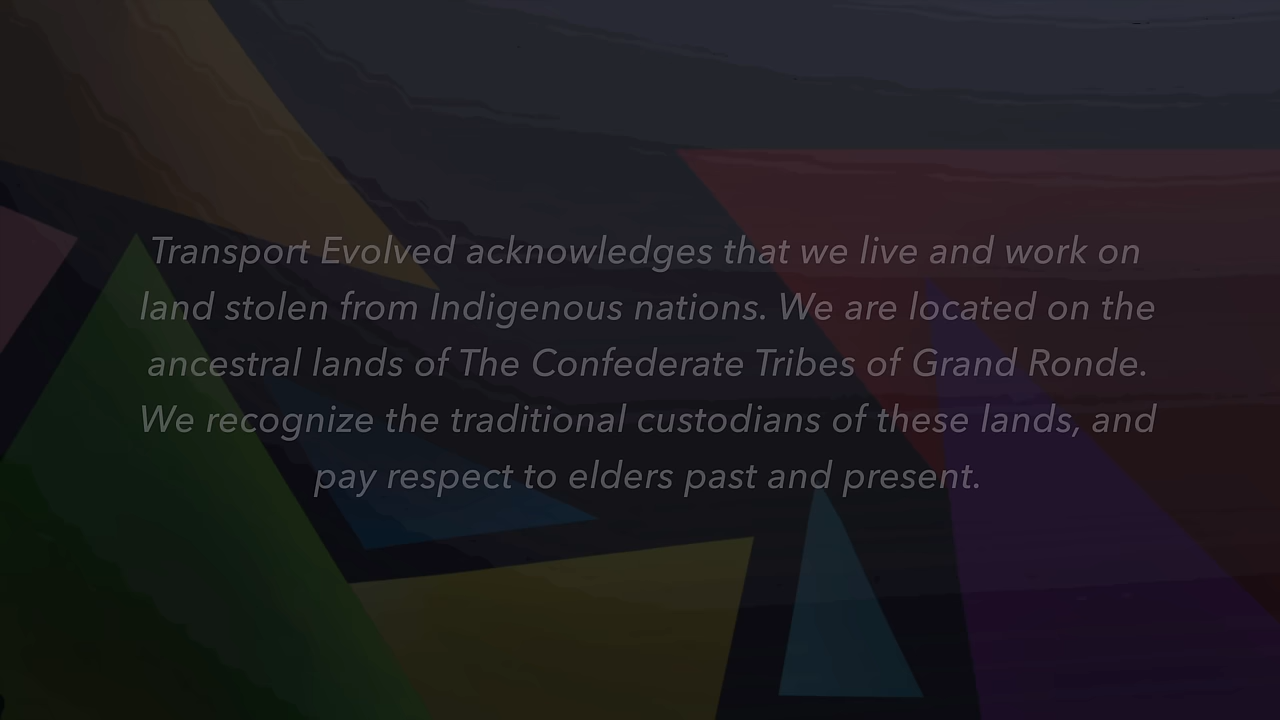 Transport Evolved acknowledges that we live and work on
land stolen from Indigenous nations. We are located on the
ancestral lands of The Confederate Tribes of Grand Ronde.
We recognize the traditional custodians of these lands, and
pay respect to elders past and present.